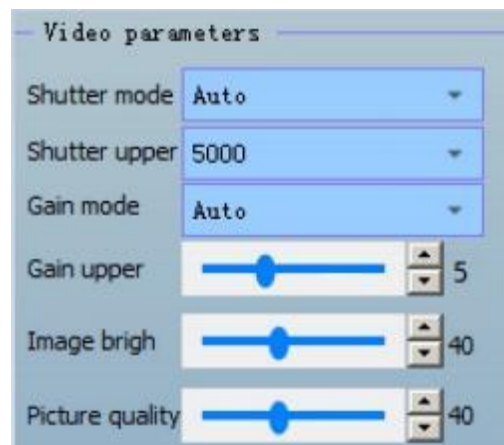 Video parameters
Shutter mode Auto
Shutter upper 5000
Gain mode Auto
Gain upper 5
Image brigh 40
Picture quality 40